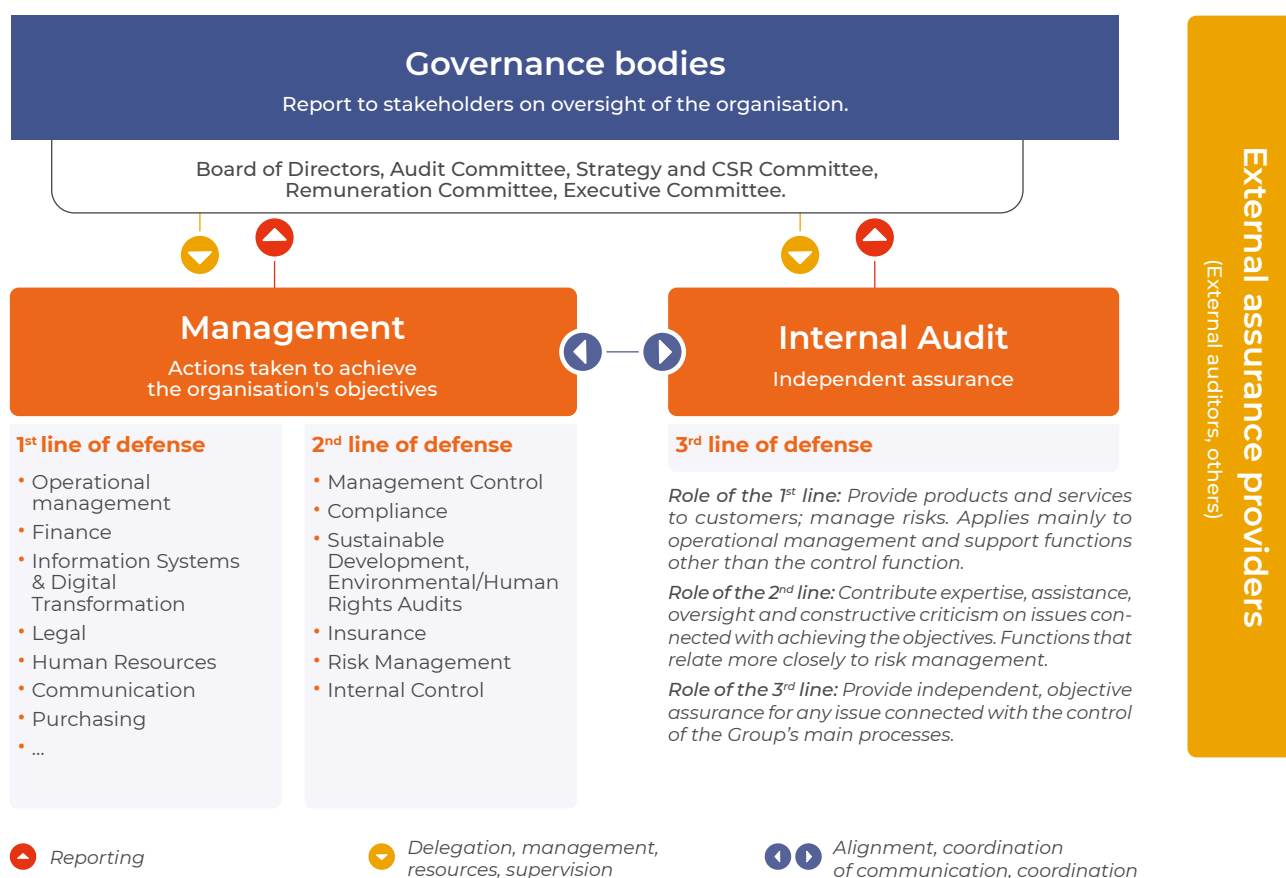 Governance bodies
Report to stakeholders on oversight of the organisation.
Board of Directors, Audit Committee, Strategy and CSR Committee,
Remuneration Committee, Executive Committee.
Management
Actions taken to achieve
the organisation's objectives
Internal Audit
Independent assurance
1st line of defense
• Operational
management
• Finance
• Information Systems
& Digital
Transformation
• Legal
• Human Resources
• Communication
• Purchasing
• ...
2nd line of defense
• Management Control
• Compliance
• Sustainable
Development,
Environmental/Human
Rights Audits
• Insurance
• Risk Management
• Internal Control
3rd line of defense
Role of the 1st line: Provide products and services
to customers; manage risks. Applies mainly to
operational management and support functions
other than the control function.
Role of the 2nd line: Contribute expertise, assistance,
oversight and constructive criticism on issues con-
nected with achieving the objectives. Functions that
relate more closely to risk management.
Role of the 3rd line: Provide independent, objective
assurance for any issue connected with the control
of the Group's main processes.
External assurance providers
(External auditors, others)
Reporting
Delegation, management,
resources, supervision
Alignment, coordination
of communication, coordination